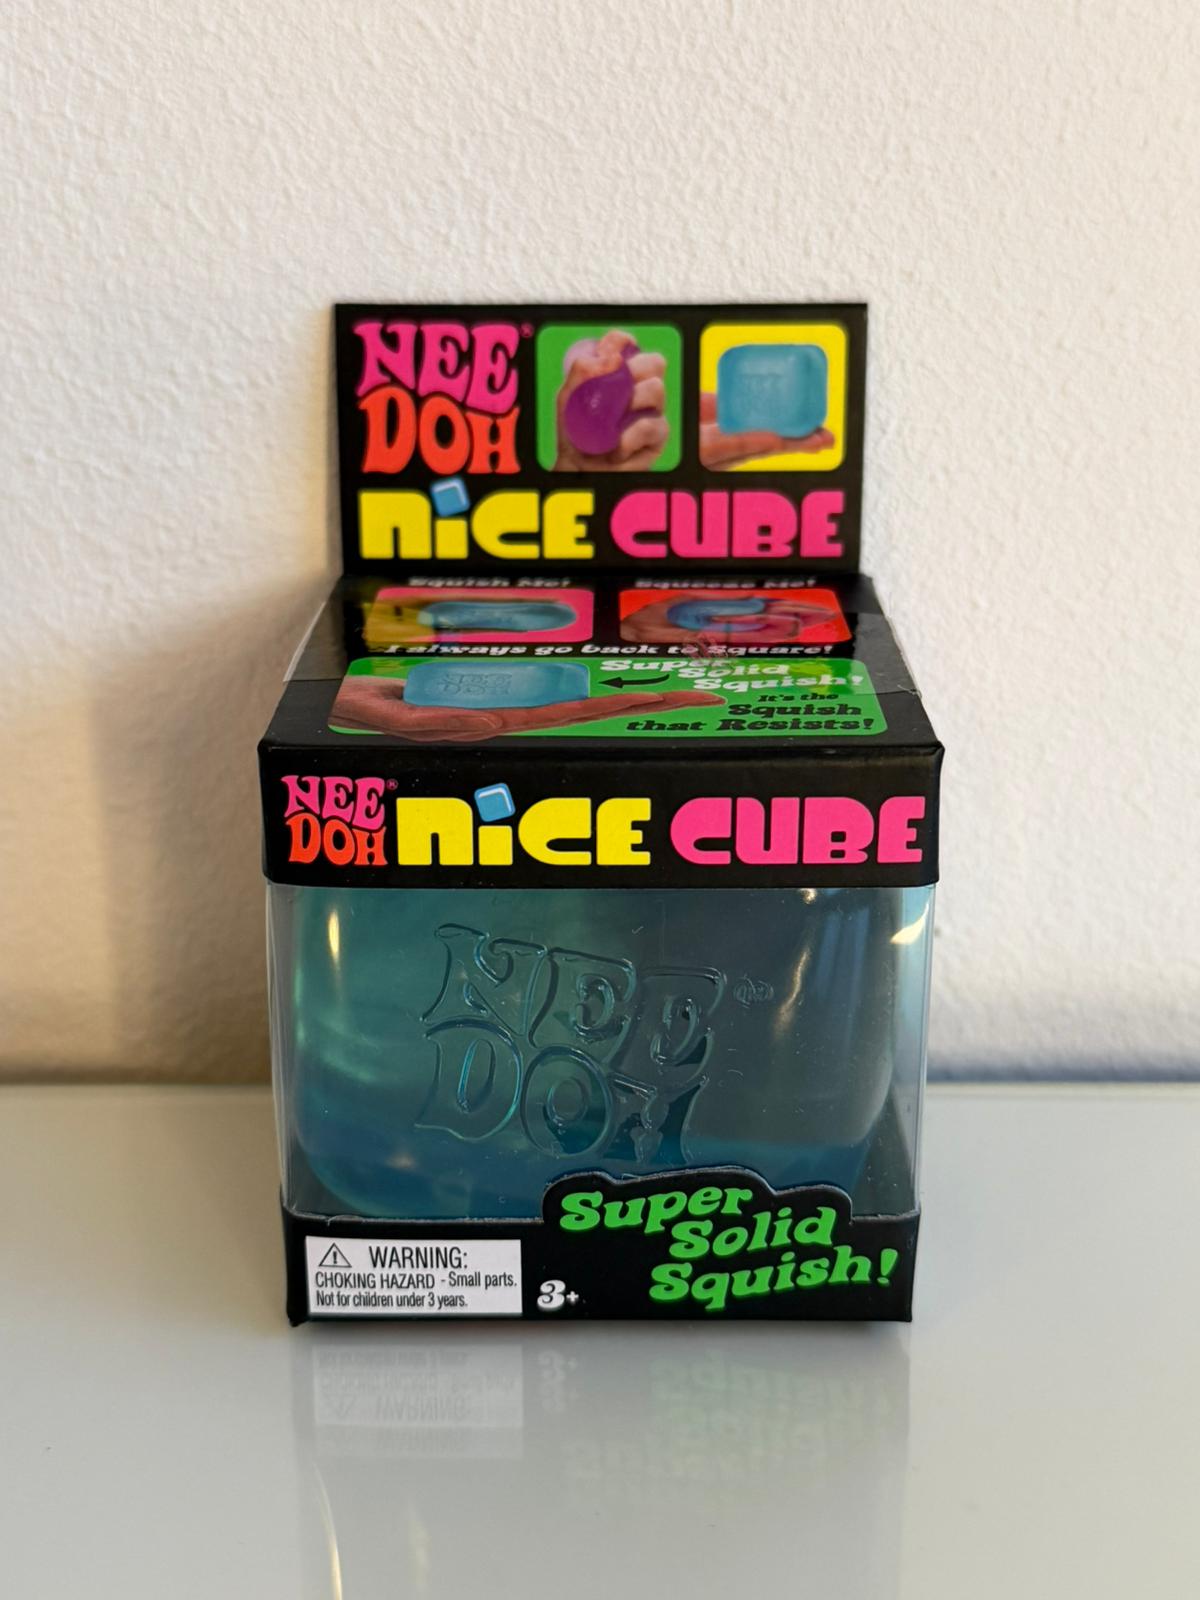 NEE®
DOH
NiCE CUBE
Squish Me! Squeeze Me!
I always go back to Square!
NEE
DOH
Super
Solid
Squish!
It's the
Squish
that Resists!
NEE®
DOH
NiCE CUBE
NEE®
DOH
Super
Solid
Squish!
WARNING:
CHOKING HAZARD - Small parts.
Not for children under 3 years.
3+